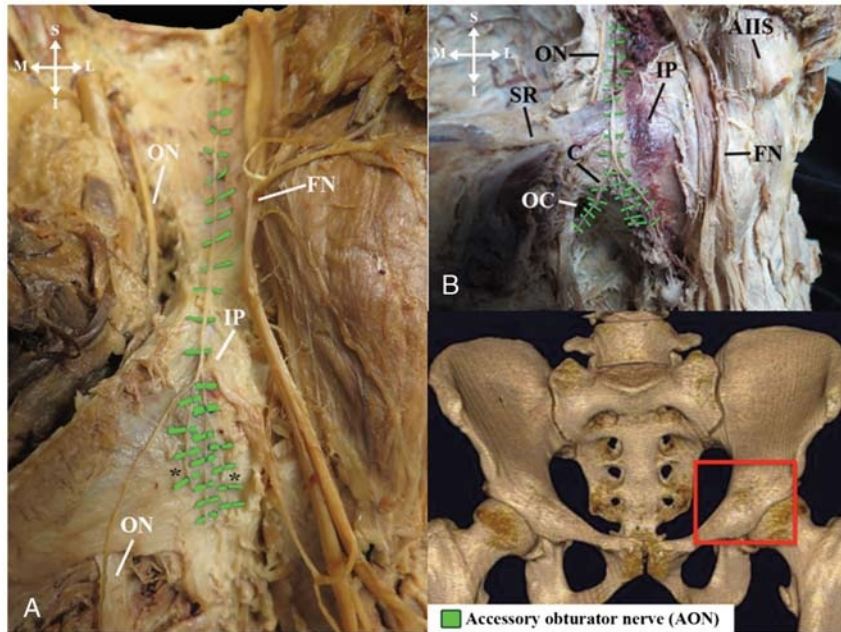 S
M L
I
ON
FN
IP
*
*
ON
A
S
M L
I
ON
IP
AIIS
SR
C
OC
FN
B
Accessory obturator nerve (AON)